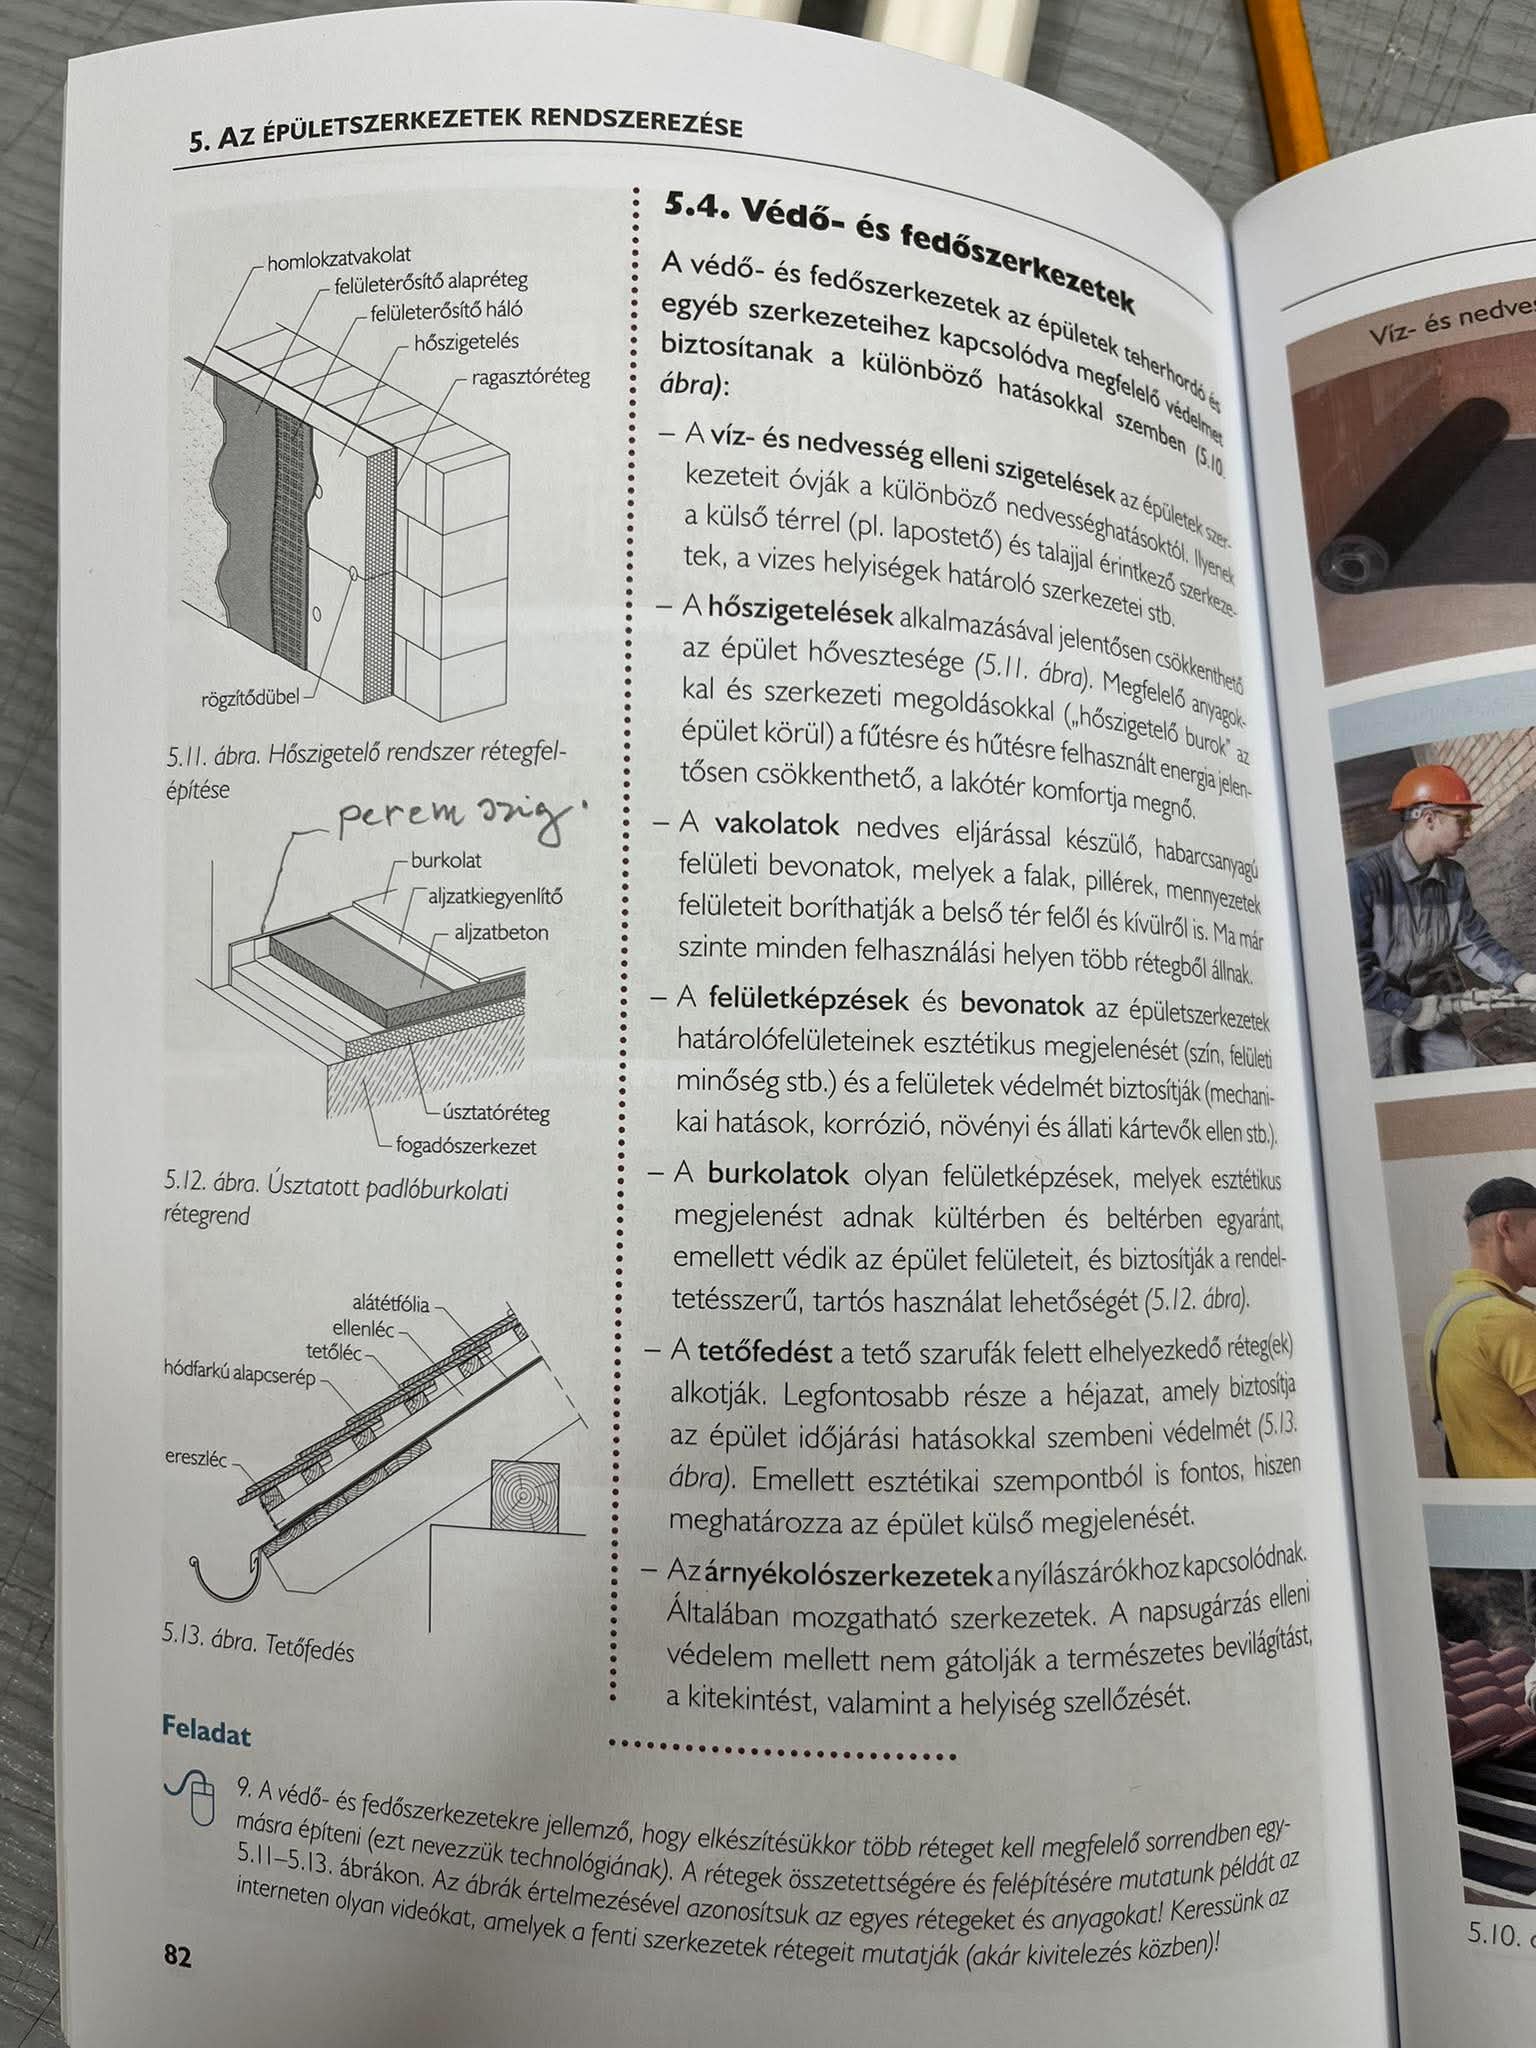 5. AZ ÉPÜLETSZERKEZETEK RENDSZEREZÉSE
homlokzatvakolat
felületerősítő alapréteg
felületerősítő háló
hőszigetelés
ragasztóréteg
rögzítődübel
5.11. ábra. Hőszigetelő rendszer rétegfel-
építése
perem szig.
burkolat
aljzatkiegyenlítő
aljzatbeton
úsztatóréteg
fogadószerkezet
5.12. ábra. Úsztatott padlóburkolati
rétegrend
alátétfólia
ellenléc
tetőléc
hódfarkú alapcserép
ereszléc
5.13. ábra. Tetőfedés
5.4. Védő- és fedőszerkezetek
A védő- és fedőszerkezetek az épületek teherhordó és
egyéb szerkezeteihez kapcsolódva megfelelő védelmet
biztosítanak a különböző hatásokkal szemben (5.10.
ábra):
– A víz- és nedvesség elleni szigetelések az épületek szer-
kezeteit óvják a különböző nedvességhatásoktól. Ilyenek
a külső térrel (pl. lapostető) és talajjal érintkező szerkeze-
tek, a vizes helyiségek határoló szerkezetei stb.
– A hőszigetelések alkalmazásával jelentősen csökkenthető
az épület hővesztesége (5.11. ábra). Megfelelő anyagok-
kal és szerkezeti megoldásokkal („hőszigetelő burok" az
épület körül) a fűtésre és hűtésre felhasznált energia jelen-
tősen csökkenthető, a lakótér komfortja megnő.
– A vakolatok nedves eljárással készülő, habarcsanyagú
felületi bevonatok, melyek a falak, pillérek, mennyezetek
felületeit boríthatják a belső tér felől és kívülről is. Ma már
szinte minden felhasználási helyen több rétegből állnak.
– A felületképzések és bevonatok az épületszerkezetek
határolófelületeinek esztétikus megjelenését (szín, felületi
minőség stb.) és a felületek védelmét biztosítják (mechani-
kai hatások, korrózió, növényi és állati kártevők ellen stb.).
– A burkolatok olyan felületképzések, melyek esztétikus
megjelenést adnak kültérben és beltérben egyaránt,
emellett védik az épület felületeit, és biztosítják a rendel-
tetésszerű, tartós használat lehetőségét (5.12. ábra).
– A tetőfedést a tető szarufák felett elhelyezkedő réteg(ek)
alkotják. Legfontosabb része a héjazat, amely biztosítja
az épület időjárási hatásokkal szembeni védelmét (5.13.
ábra). Emellett esztétikai szempontból is fontos, hiszen
meghatározza az épület külső megjelenését.
– Az árnyékolószerkezetek a nyílászárókhoz kapcsolódnak.
Általában mozgatható szerkezetek. A napsugárzás elleni
védelem mellett nem gátolják a természetes bevilágítást,
a kitekintést, valamint a helyiség szellőzését.
Feladat
9. A védő- és fedőszerkezetekre jellemző, hogy elkészítésükkor több réteget kell megfelelő sorrendben egy-
másra építeni (ezt nevezzük technológiának). A rétegek összetettségére és felépítésére mutatunk példát az
5.11–5.13. ábrákon. Az ábrák értelmezésével azonosítsuk az egyes rétegeket és anyagokat! Keressünk az
interneten olyan videókat, amelyek a fenti szerkezetek rétegeit mutatják (akár kivitelezés közben)!
82
Víz- és
5.10.